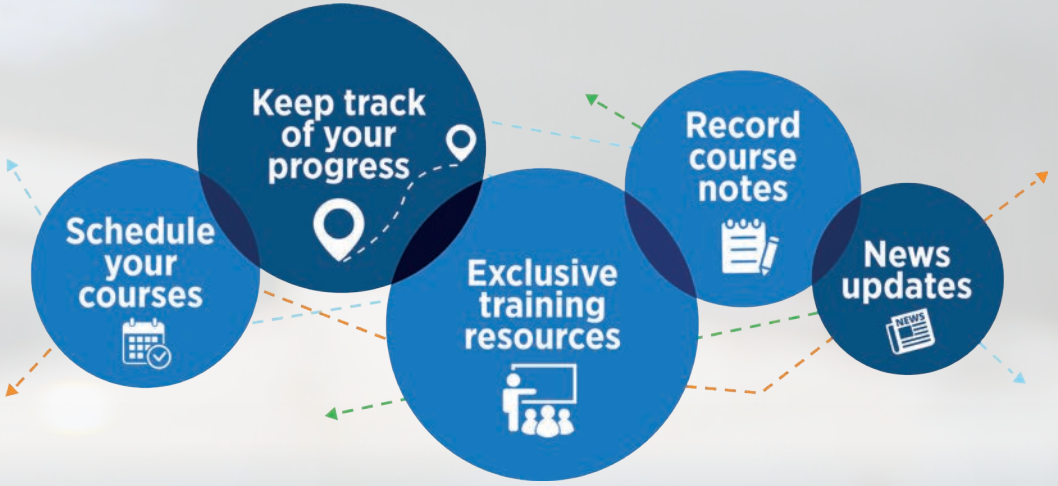 Schedule
your
courses
Keep track
of your
progress
Exclusive
training
resources
Record
course
notes
News
updates
NEWS